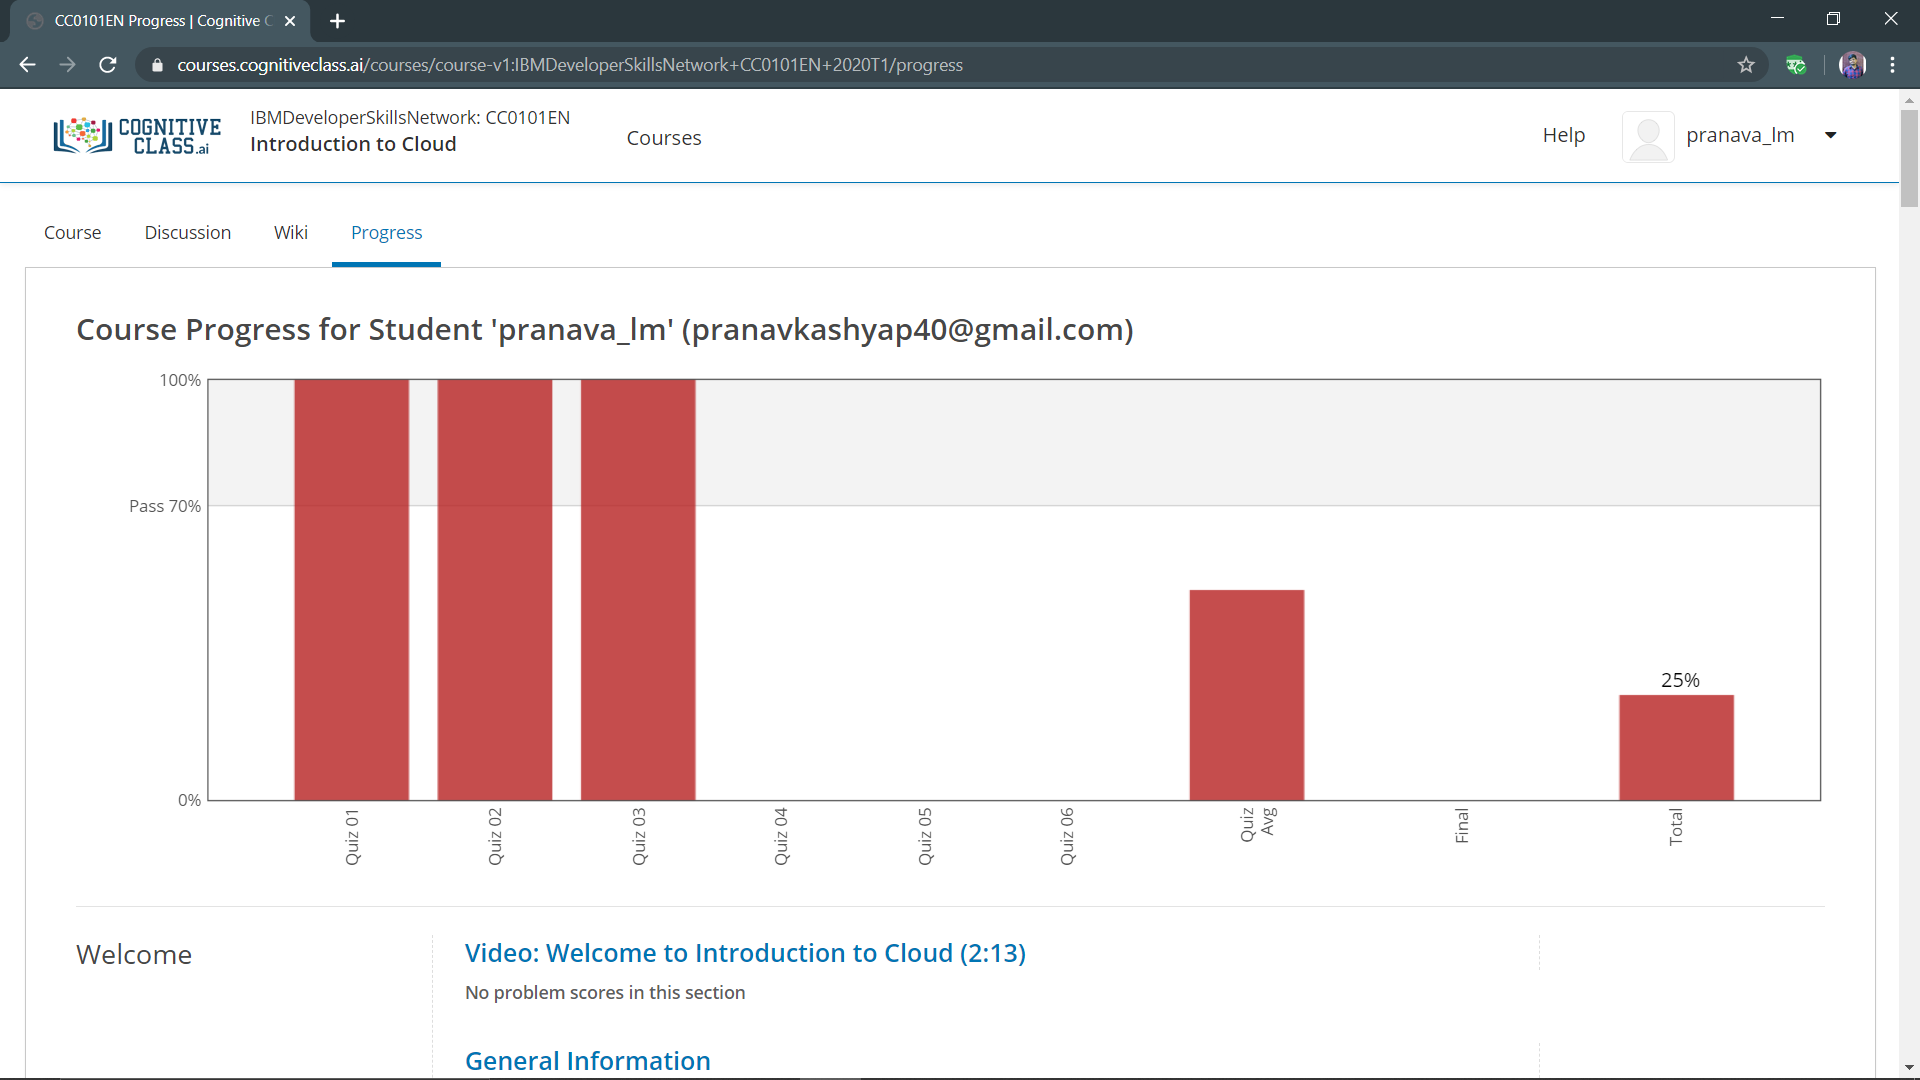 CC0101EN Progress | Cognitive C
courses.cognitiveclass.ai/courses/course-v1:IBMDeveloperSkillsNetwork+CC0101EN+2020T1/progress
COGNITIVE
CLASS.ai
IBMDeveloperSkillsNetwork: CC0101EN
Introduction to Cloud
Courses
Help
pranava_lm
Course
Discussion
Wiki
Progress
Course Progress for Student 'pranava_lm' (pranavkashyap40@gmail.com)
100%
Pass 70%
0%
25%
Quiz 01
Quiz 02
Quiz 03
Quiz 04
Quiz 05
Quiz 06
Quiz
Avg
Final
Total
Welcome
Video: Welcome to Introduction to Cloud (2:13)
No problem scores in this section
General Information